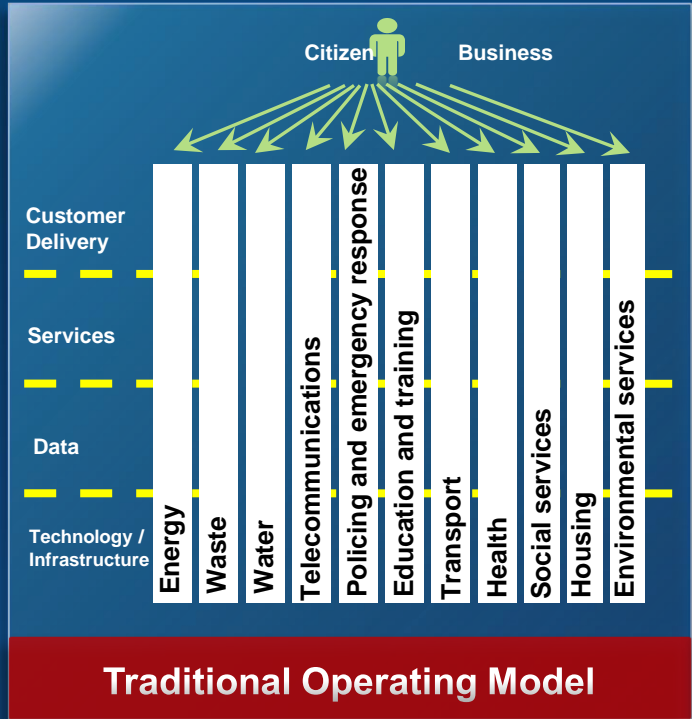 Citizen
Business
Customer
Delivery
Services
Data
Technology /
Infrastructure
Energy
Waste
Water
Telecommunications
Policing and emergency response
Education and training
Transport
Health
Social services
Housing
Environmental services
Traditional Operating Model